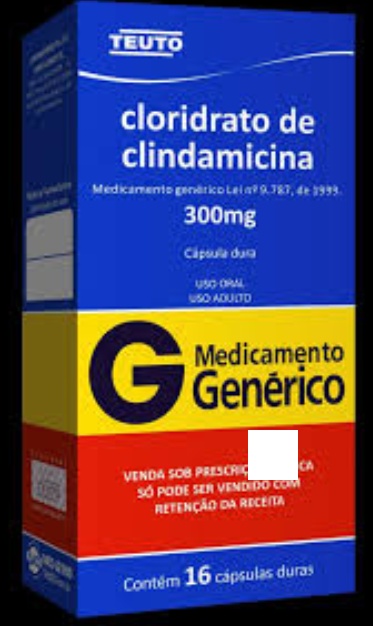 TEUTO
cloridrato de
clindamicina
Medicamento genérico Lei nº 9.787, de 1999.
300mg
Cápsula dura
USO ORAL
USO ADULTO
G Medicamento
Genérico
VENDA SOB
SÓ PODE SER VENDIDO COM
RETENÇÃO DA RECEITA
Contém 16 cápsulas duras